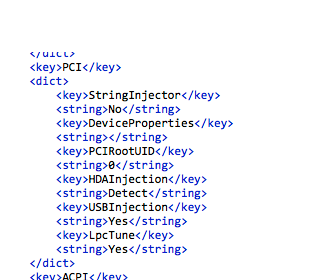 </dict>
<key>PCI</key>
<dict>
<key>StringInjector</key>
<string>No</string>
<key>DeviceProperties</key>
<string></string>
<key>PCIRootUID</key>
<string>0</string>
<key>HDAInjection</key>
<string>Detect</string>
<key>USBInjection</key>
<string>Yes</string>
<key>LpcTune</key>
<string>Yes</string>
</dict>
<key>ACPI</key>